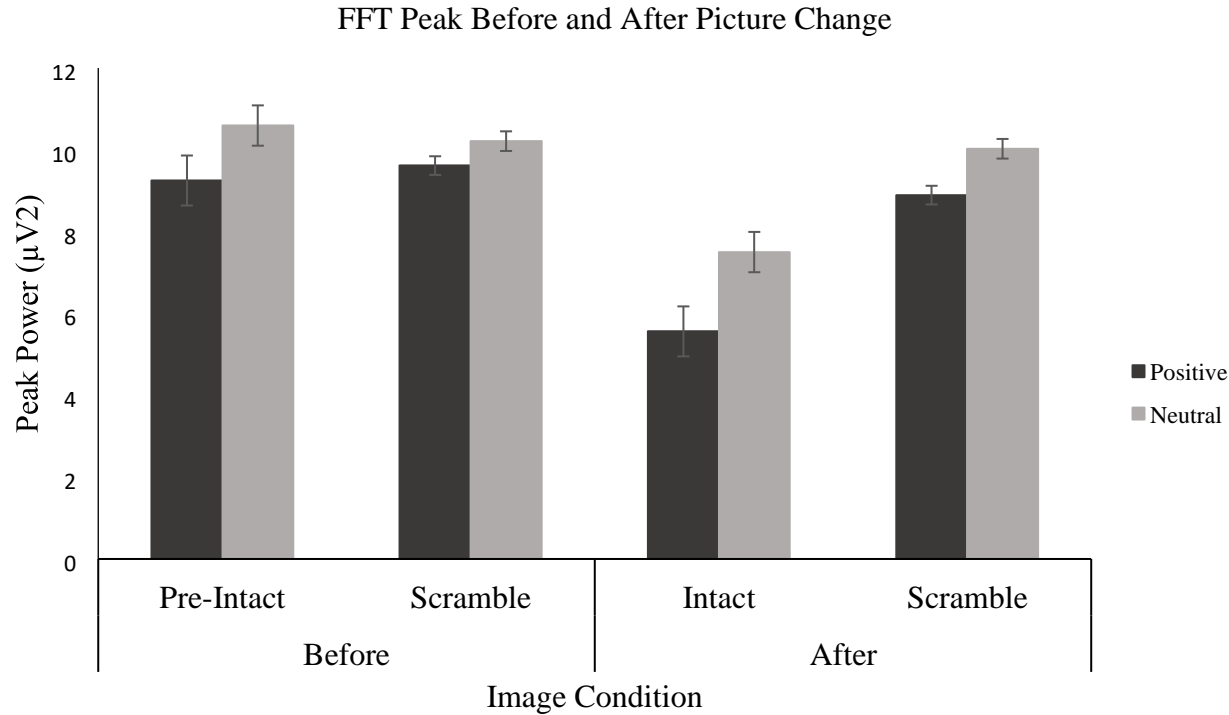 FFT Peak Before and After Picture Change
12
10
8
6
4
2
0
Peak Power (µV2)
Positive
Neutral
Pre-Intact Scramble Intact Scramble
Before After
Image Condition